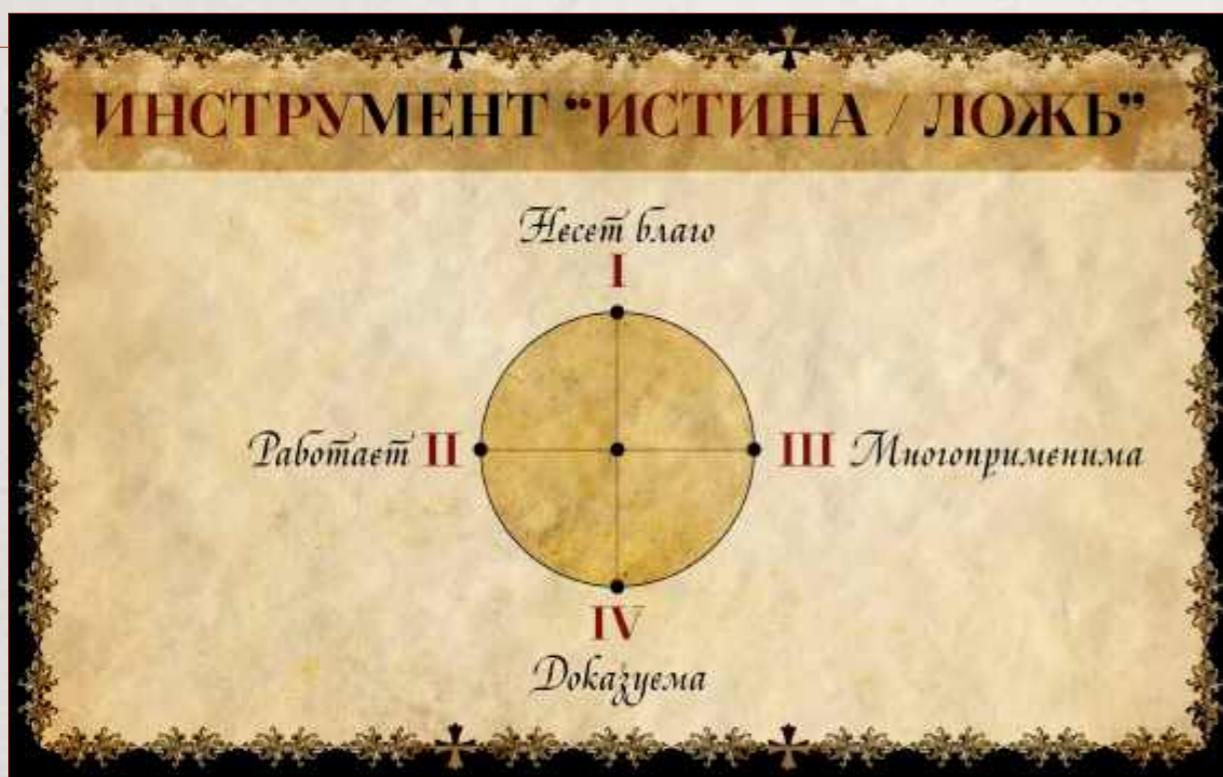 ИНСТРУМЕНТ “ИСТИНА / ЛОЖЬ”
Несет благо
I
Работает II
III Многоприменима
IV
Доказуема